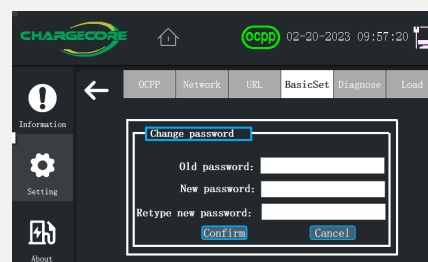 CHARGECORE
ocpp 02-20-2023 09:57:20
OCPP Network URL BasicSet Diagnose Load
Information
Change password
Old password:
New password:
Setting
Retype new password:
Confirm Cancel
About